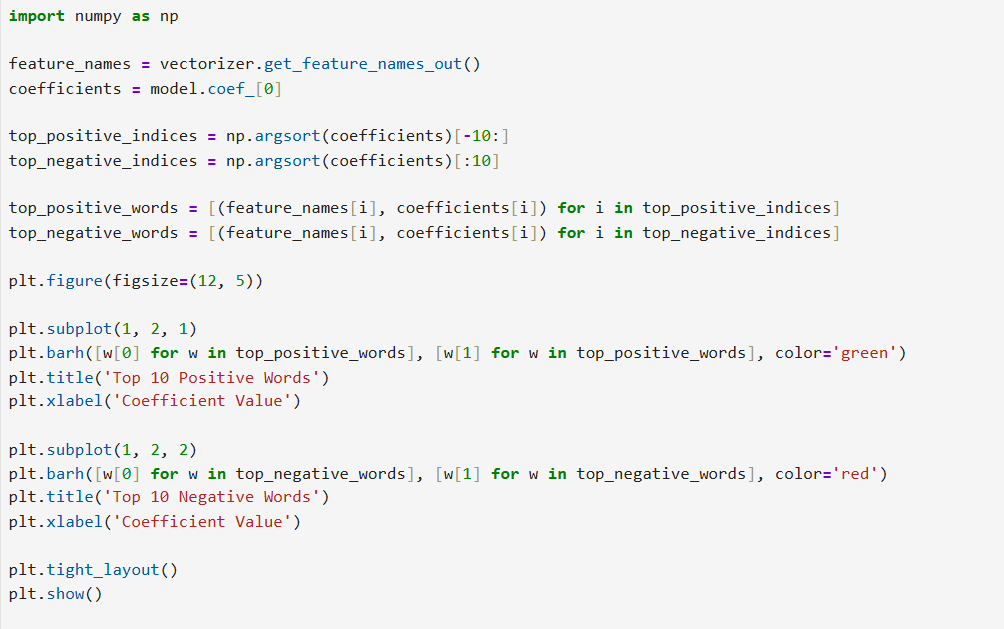 import numpy as np
feature_names = vectorizer.get_feature_names_out()
coefficients = model.coef_[0]
top_positive_indices = np.argsort(coefficients)[-10:]
top_negative_indices = np.argsort(coefficients)[:10]
top_positive_words = [(feature_names[i], coefficients[i]) for i in top_positive_indices]
top_negative_words = [(feature_names[i], coefficients[i]) for i in top_negative_indices]
plt.figure(figsize=(12, 5))
plt.subplot(1, 2, 1)
plt.barh([w[0] for w in top_positive_words], [w[1] for w in top_positive_words], color='green')
plt.title('Top 10 Positive Words')
plt.xlabel('Coefficient Value')
plt.subplot(1, 2, 2)
plt.barh([w[0] for w in top_negative_words], [w[1] for w in top_negative_words], color='red')
plt.title('Top 10 Negative Words')
plt.xlabel('Coefficient Value')
plt.tight_layout()
plt.show()